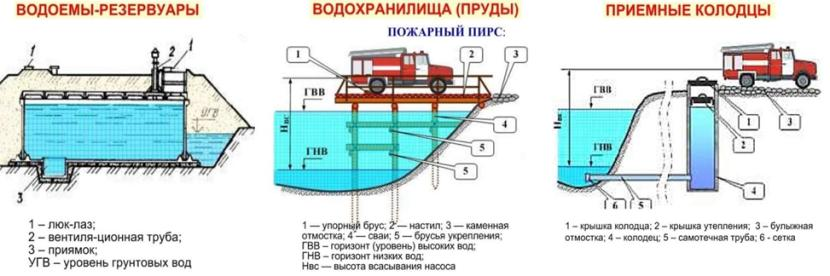 ВОДОЕМЫ-РЕЗЕРВУАРЫ
1
2
1
УГВ
3
1 – люк-лаз;
2 – вентиля-ционная труба;
3 – приямок;
УГВ – уровень грунтовых вод
ВОДОХРАНИЛИЩА (ПРУДЫ)
ПОЖАРНЫЙ ПИРС:
1
2
3
ГВВ
Нвс
ГНВ
4
5
5
1 — упорный брус; 2 — настил; 3 — каменная
отмостка; 4 — сваи; 5 — брусья укрепления;
ГВВ – горизонт (уровень) высоких вод;
ГНВ – горизонт низких вод;
Нвс — высота всасывания насоса
ПРИЕМНЫЕ КОЛОДЦЫ
ГВВ
Нвс
ГНВ
1
3
2
4
6
5
1 – крышка колодца; 2 – крышка утепления; 3 – булыжная
отмостка; 4 – колодец; 5 – самотечная труба; 6 - сетка